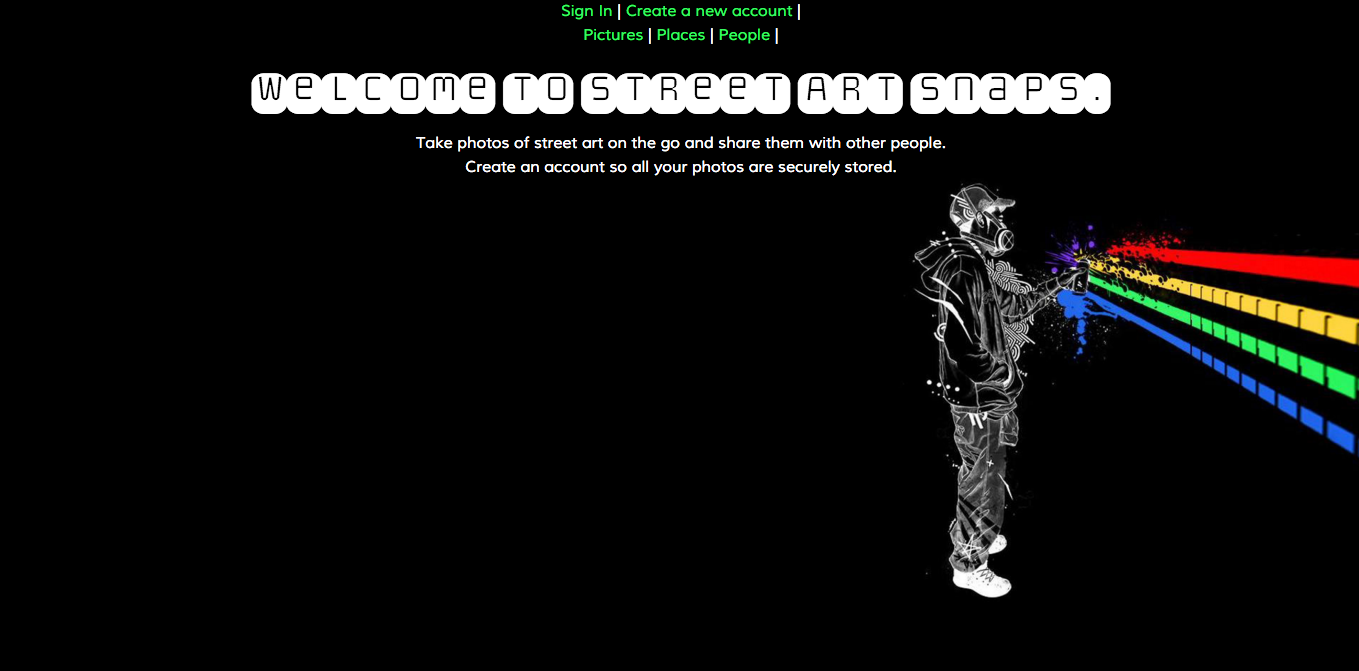 Sign In | Create a new account |
Pictures | Places | People |
WeLCOMe TO STReeT ART SnaPS.
Take photos of street art on the go and share them with other people.
Create an account so all your photos are securely stored.